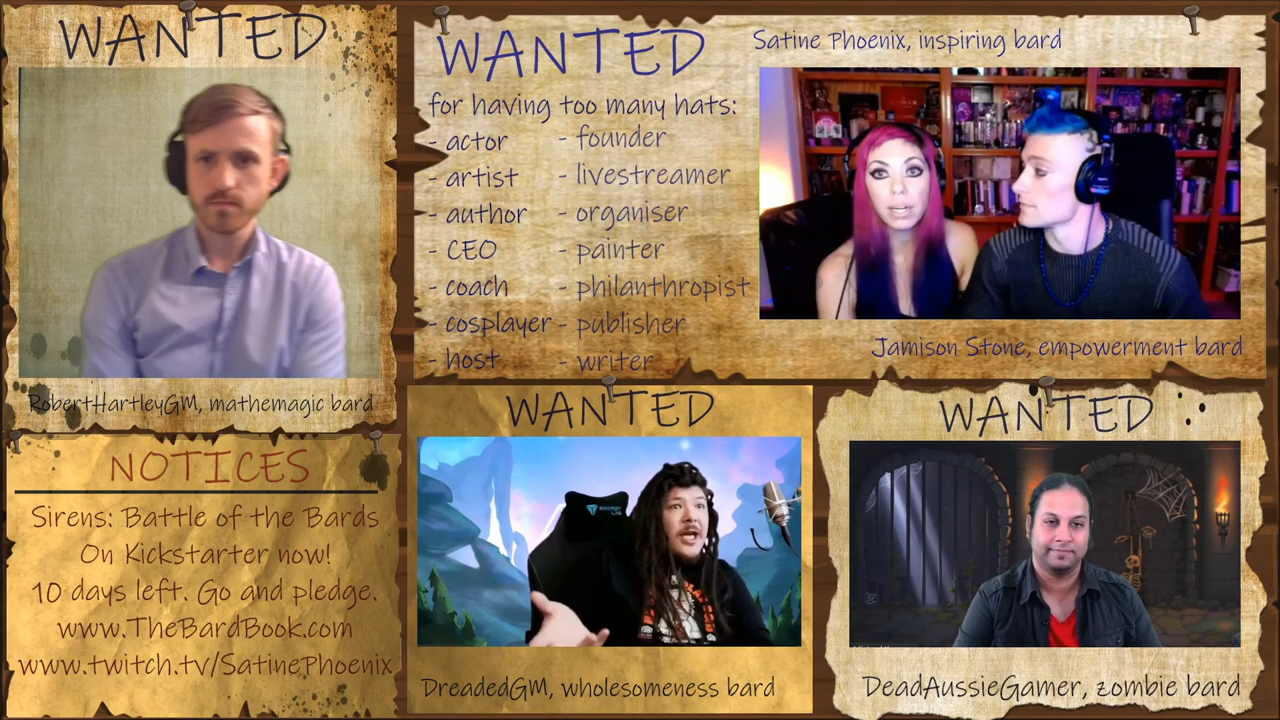 WANTED
RobertHartleyGM, mathemagic bard
WANTED
for having too many hats:
- actor
- artist
- author
- CEO
- coach
- cosplayer
- host
- founder
- livestreamer
- organiser
- painter
- philanthropist
- publisher
- writer
Satine Phoenix, inspiring bard
Jamison Stone, empowerment bard
NOTICES
Sirens: Battle of the Bards
On Kickstarter now!
10 days left. Go and pledge.
www.TheBardBook.com
www.twitch.tv/SatinePhoenix
WANTED
DreadedGM, wholesomeness bard
WANTED
DeadAussieGamer, zombie bard